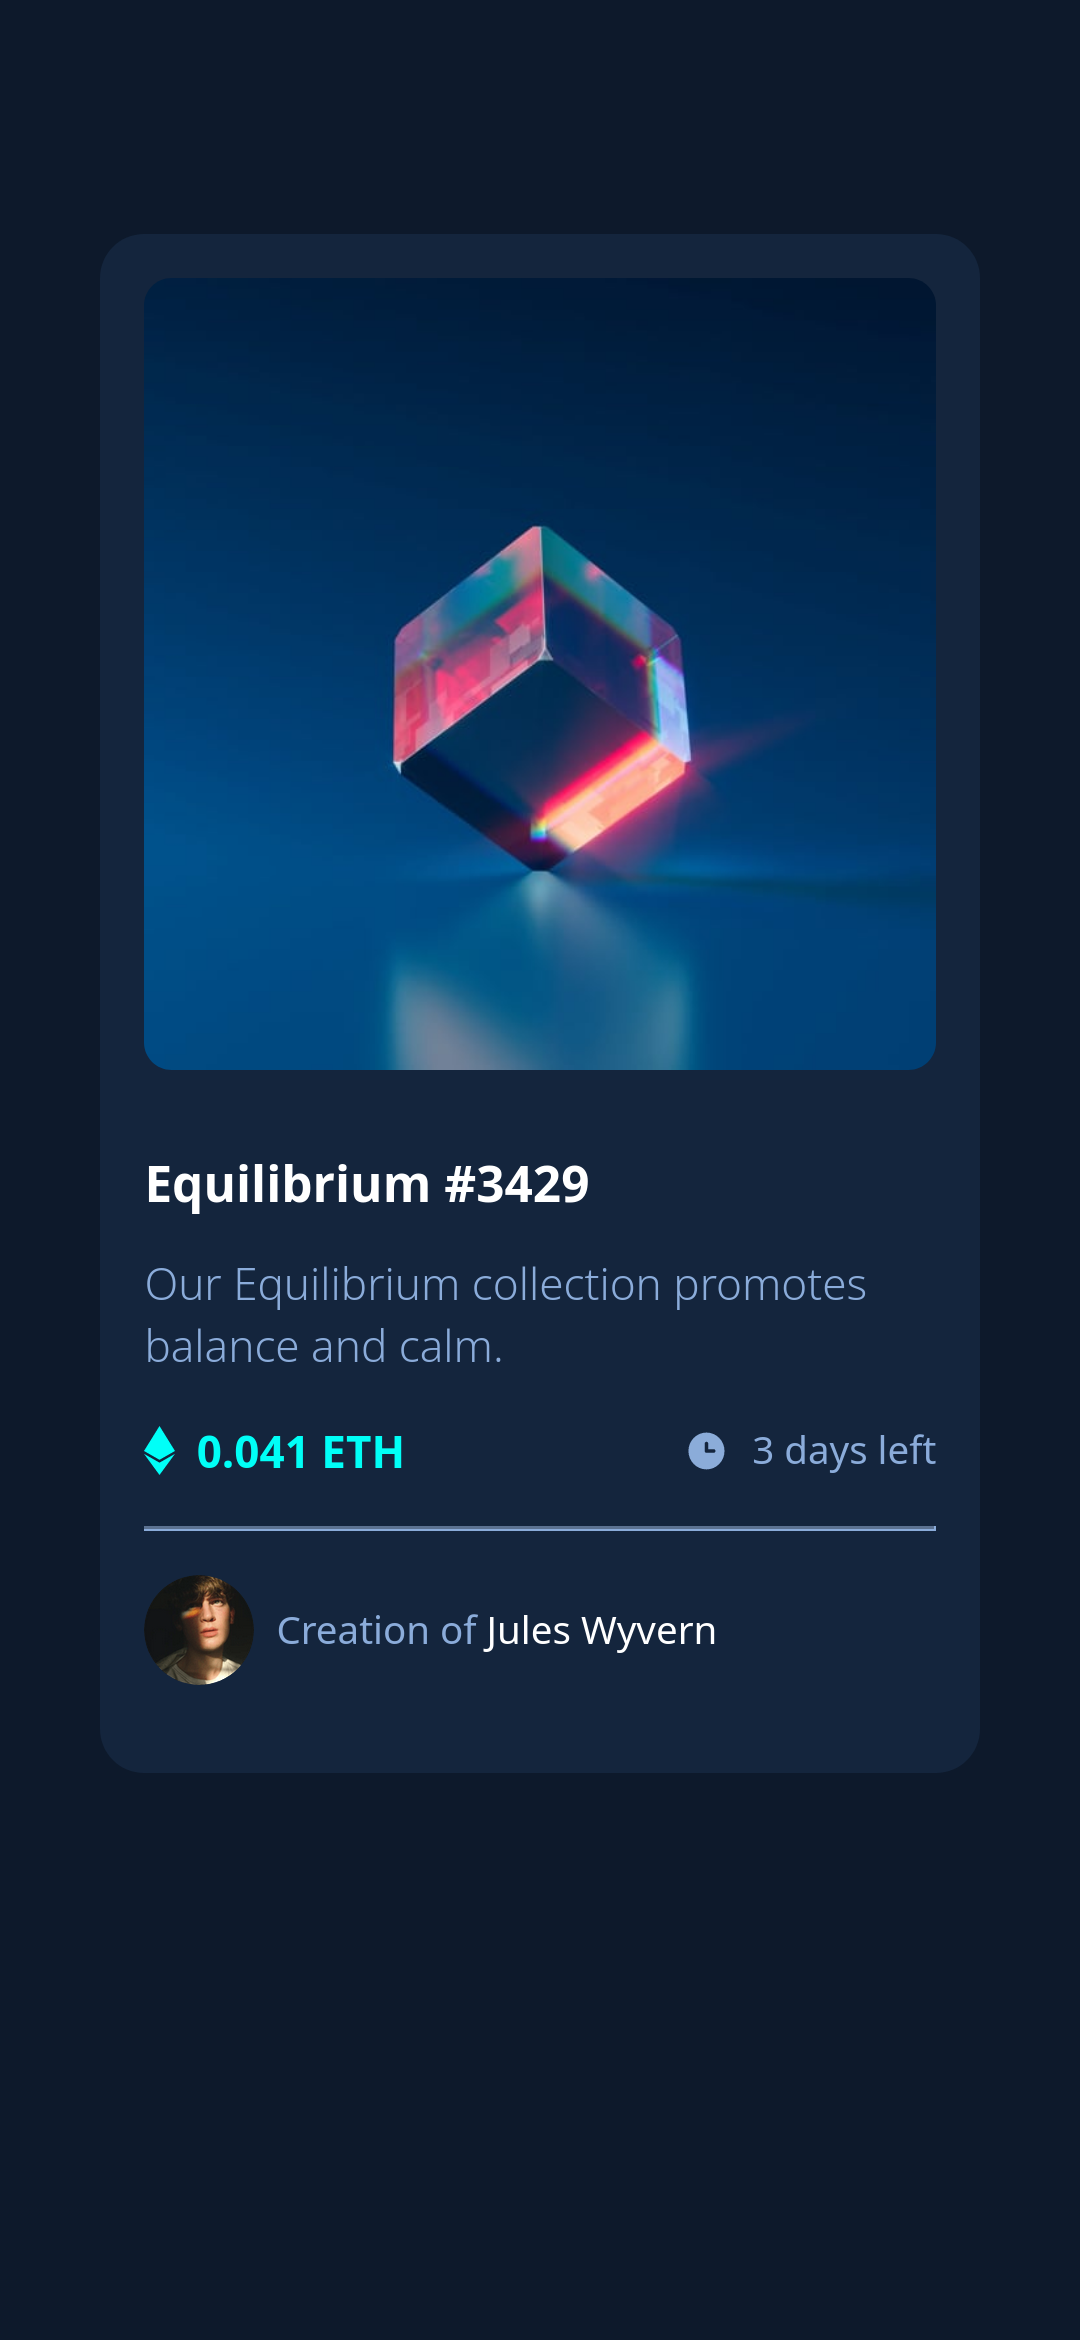 Equilibrium #3429
Our Equilibrium collection promotes
balance and calm.
0.041 ETH
3 days left
Creation of Jules Wyvern